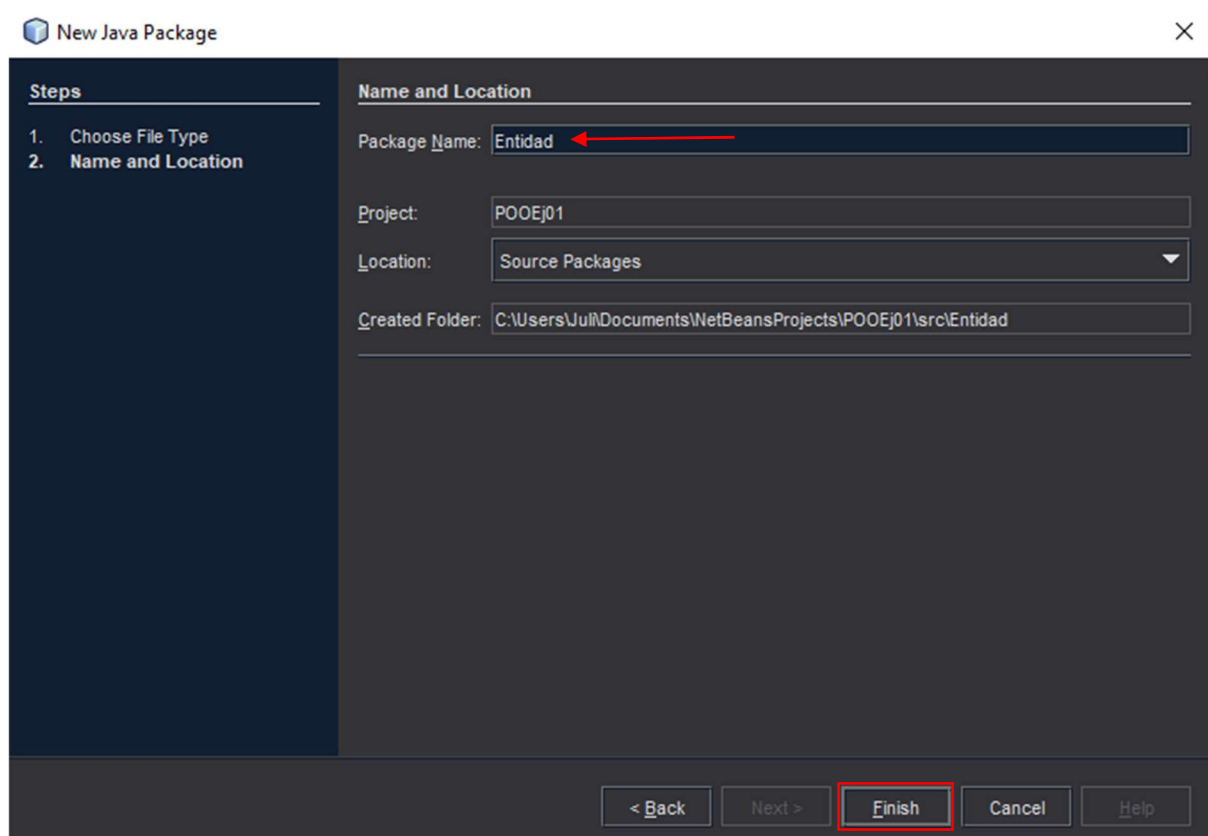 New Java Package
Steps
1. Choose File Type
2. Name and Location
Name and Location
Package Name: Entidad
Project: POOEj01
Location: Source Packages
Created Folder: C:\Users\Juli\Documents\NetBeansProjects\POOEj01\src\Entidad
< Back Next > Finish Cancel Help